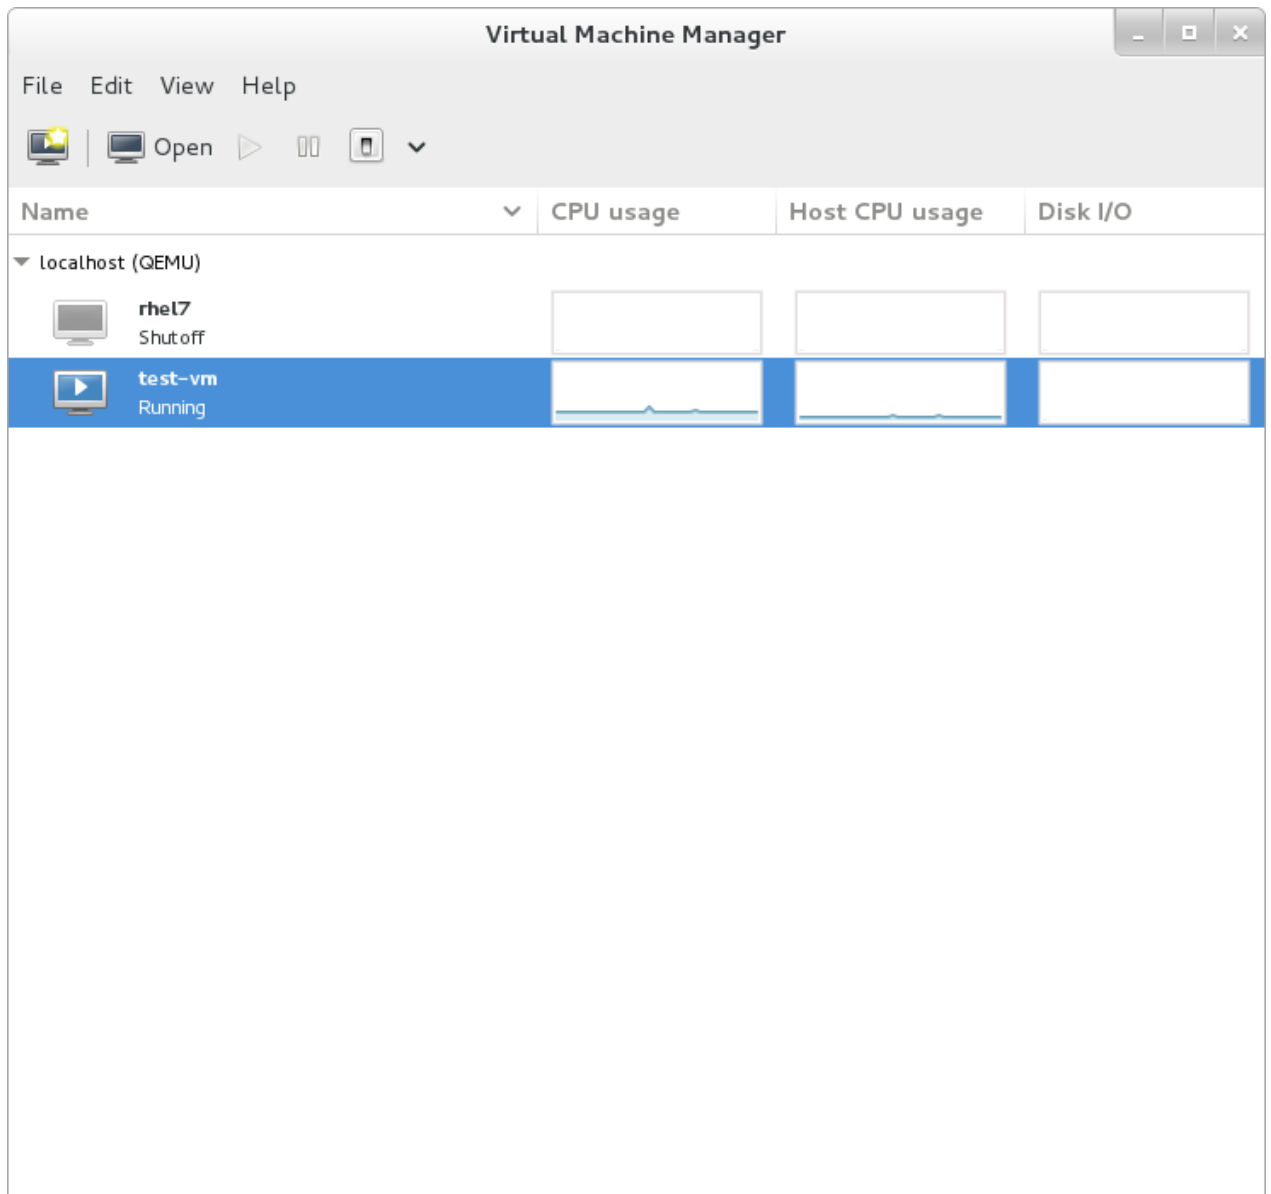 Virtual Machine Manager
File Edit View Help
Open
Name CPU usage Host CPU usage Disk I/O
localhost (QEMU)
rhel7
Shutoff
test-vm
Running